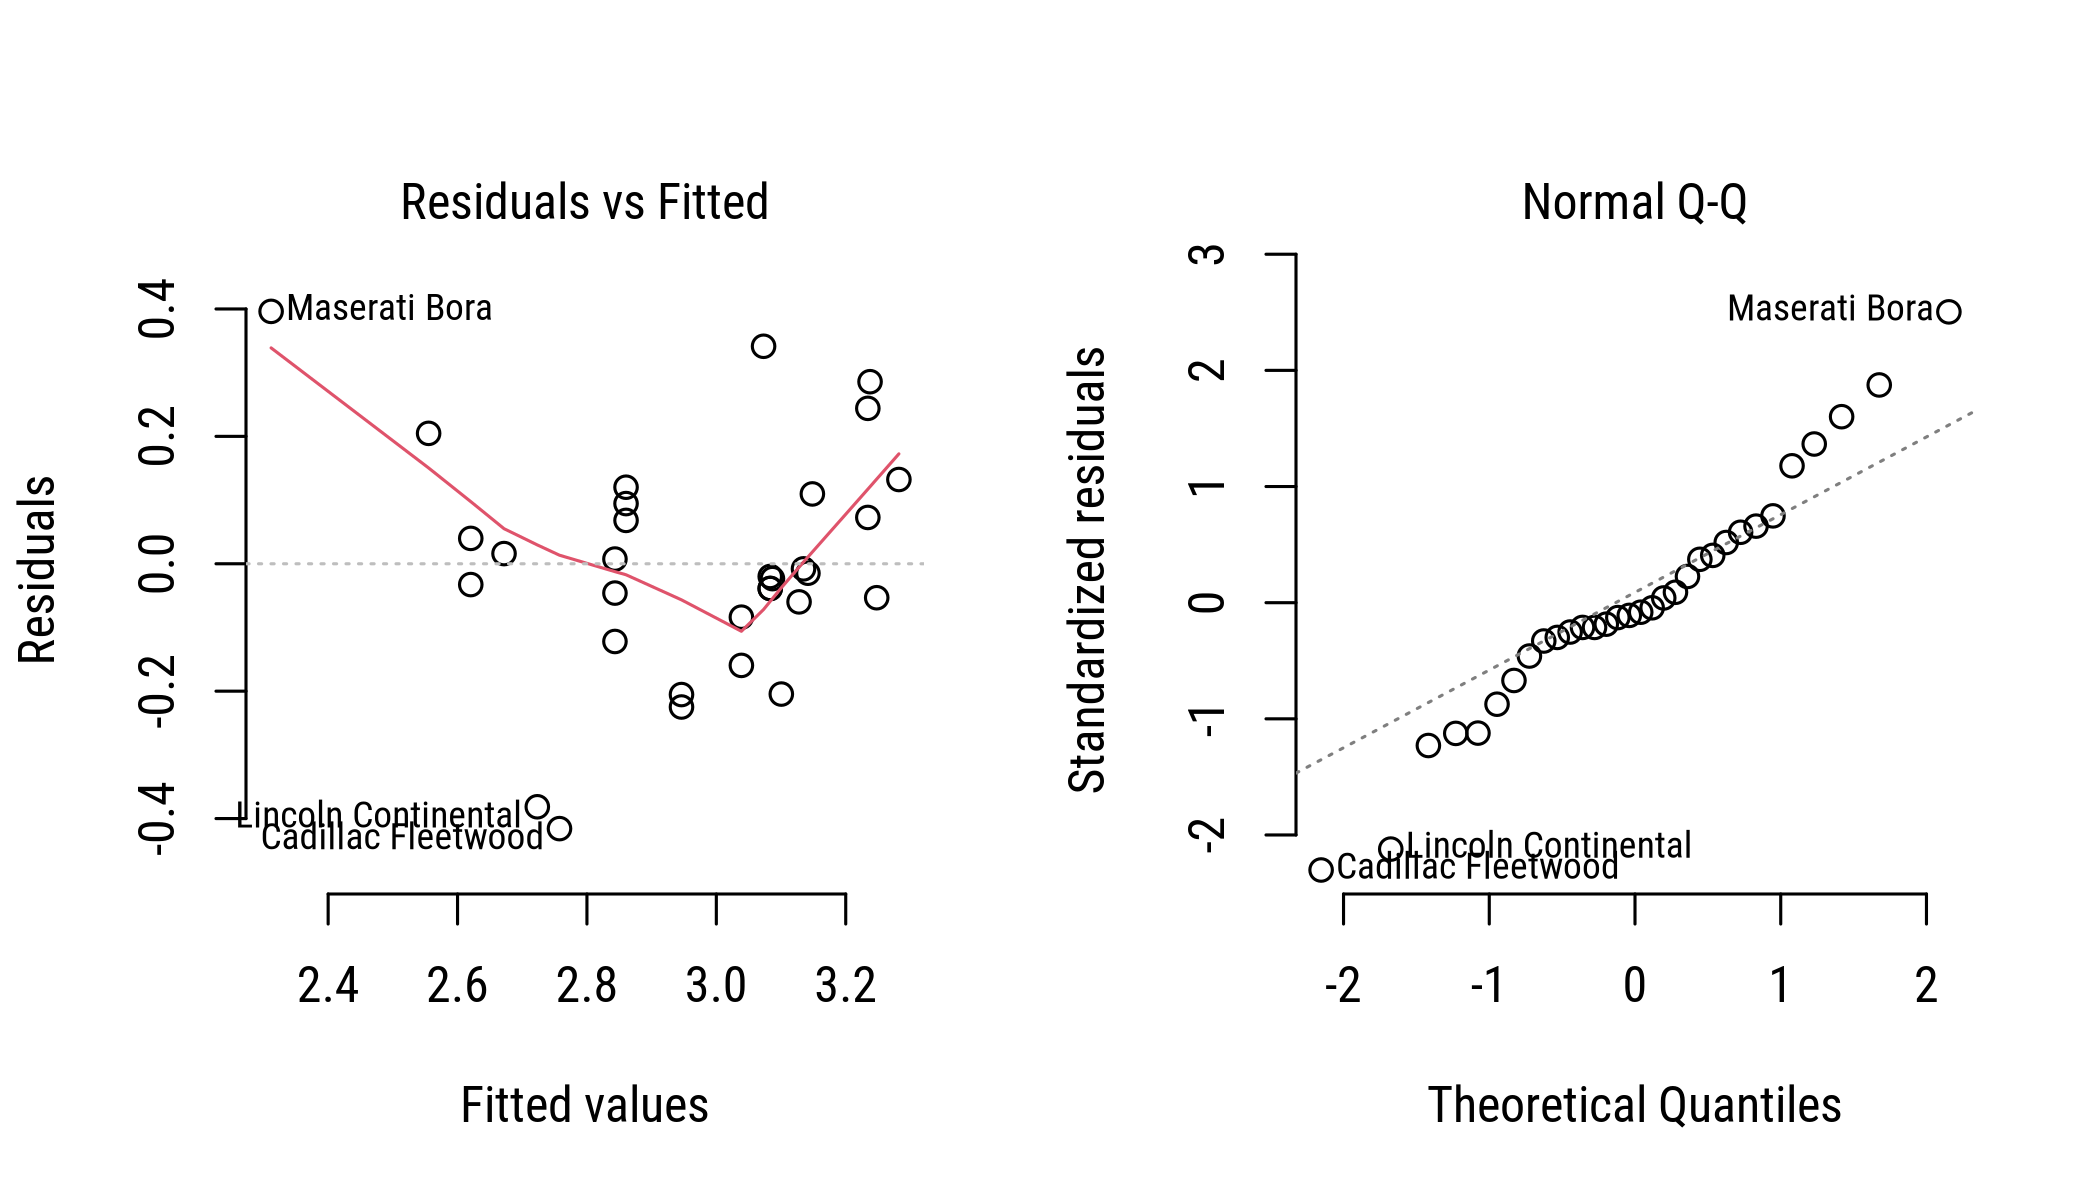 Residuals vs Fitted
Residuals
0.4
0.2
0.0
-0.2
-0.4
Maserati Bora
Lincoln Continental
Cadillac Fleetwood
2.4 2.6 2.8 3.0 3.2
Fitted values
Normal Q-Q
Standardized residuals
3
2
1
0
-1
-2
Maserati Bora
Lincoln Continental
Cadillac Fleetwood
-2 -1 0 1 2
Theoretical Quantiles